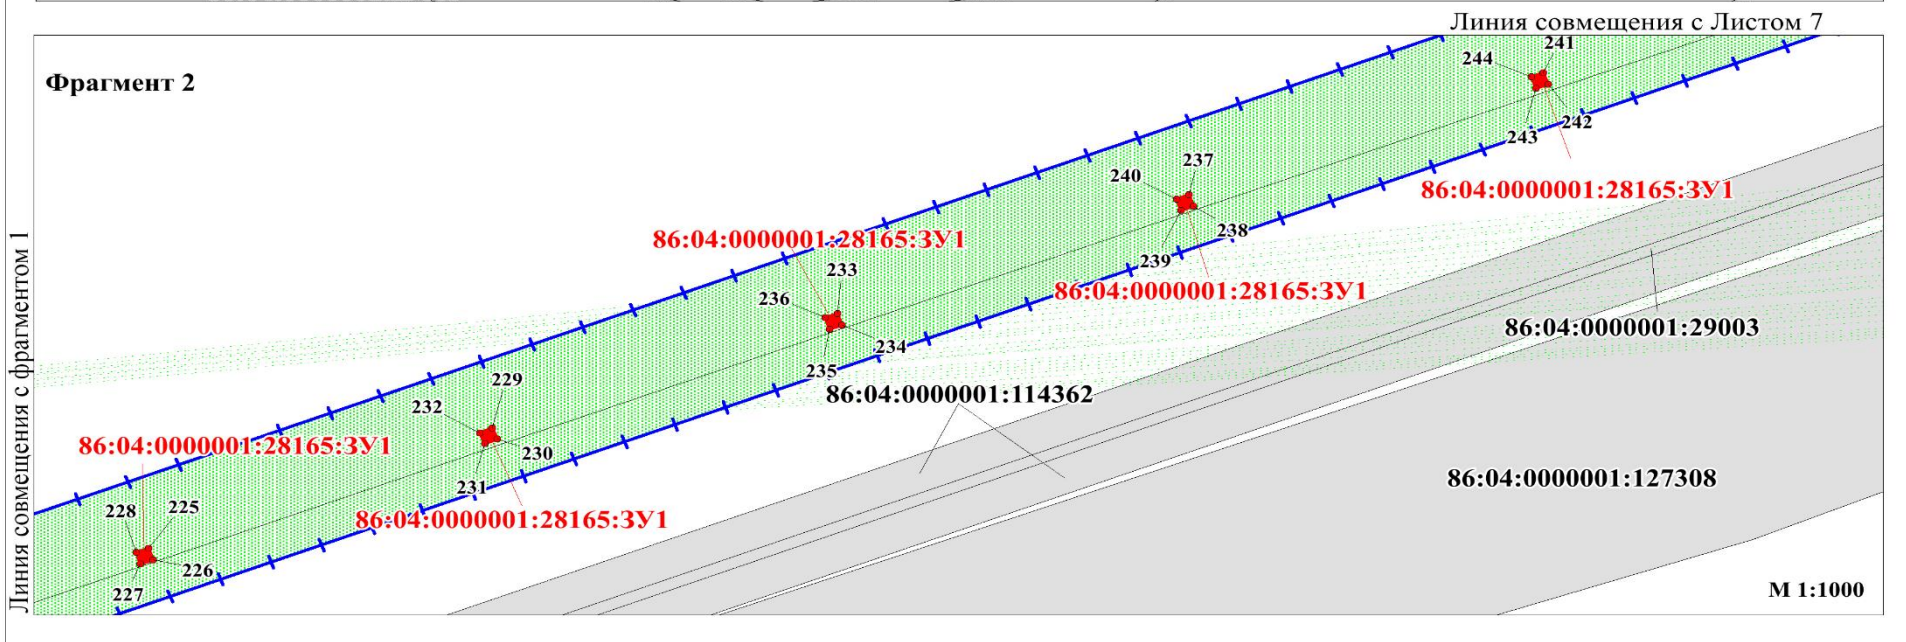 Линия совмещения с Листом 7
Фрагмент 2
Линия совмещения с фрагментом 1
241
244
243
242
86:04:0000001:28165:ЗУ1
237
240
238
239
86:04:0000001:28165:ЗУ1
86:04:0000001:28165:ЗУ1
233
236
234
235
86:04:0000001:29003
86:04:0000001:114362
229
232
230
231
86:04:0000001:28165:ЗУ1
86:04:0000001:28165:ЗУ1
225
228
226
227
86:04:0000001:127308
М 1:1000